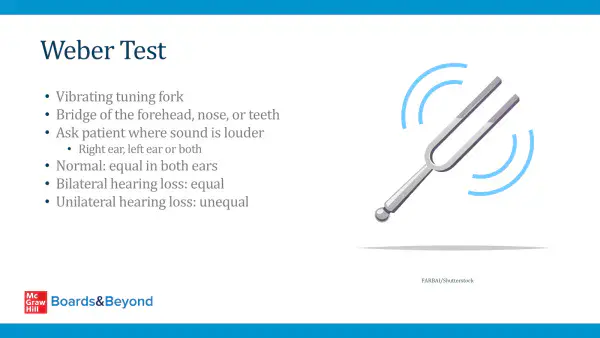 Weber Test
• Vibrating tuning fork
• Bridge of the forehead, nose, or teeth
• Ask patient where sound is louder
• Right ear, left ear or both
• Normal: equal in both ears
• Bilateral hearing loss: equal
• Unilateral hearing loss: unequal
FARBAI/Shutterstock
Mc
Graw
Hill
Boards&Beyond